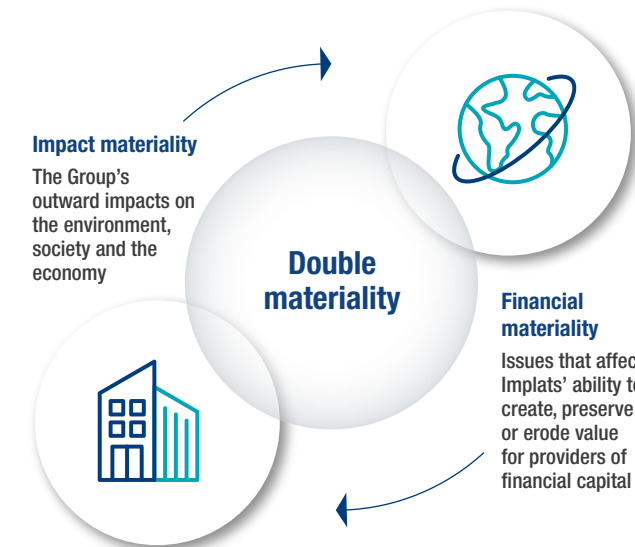 Impact materiality
The Group's
outward impacts on
the environment,
society and the
economy
Double
materiality
Financial
materiality
Issues that affec
Implats' ability t
create, preserve
or erode value
for providers of
financial capital